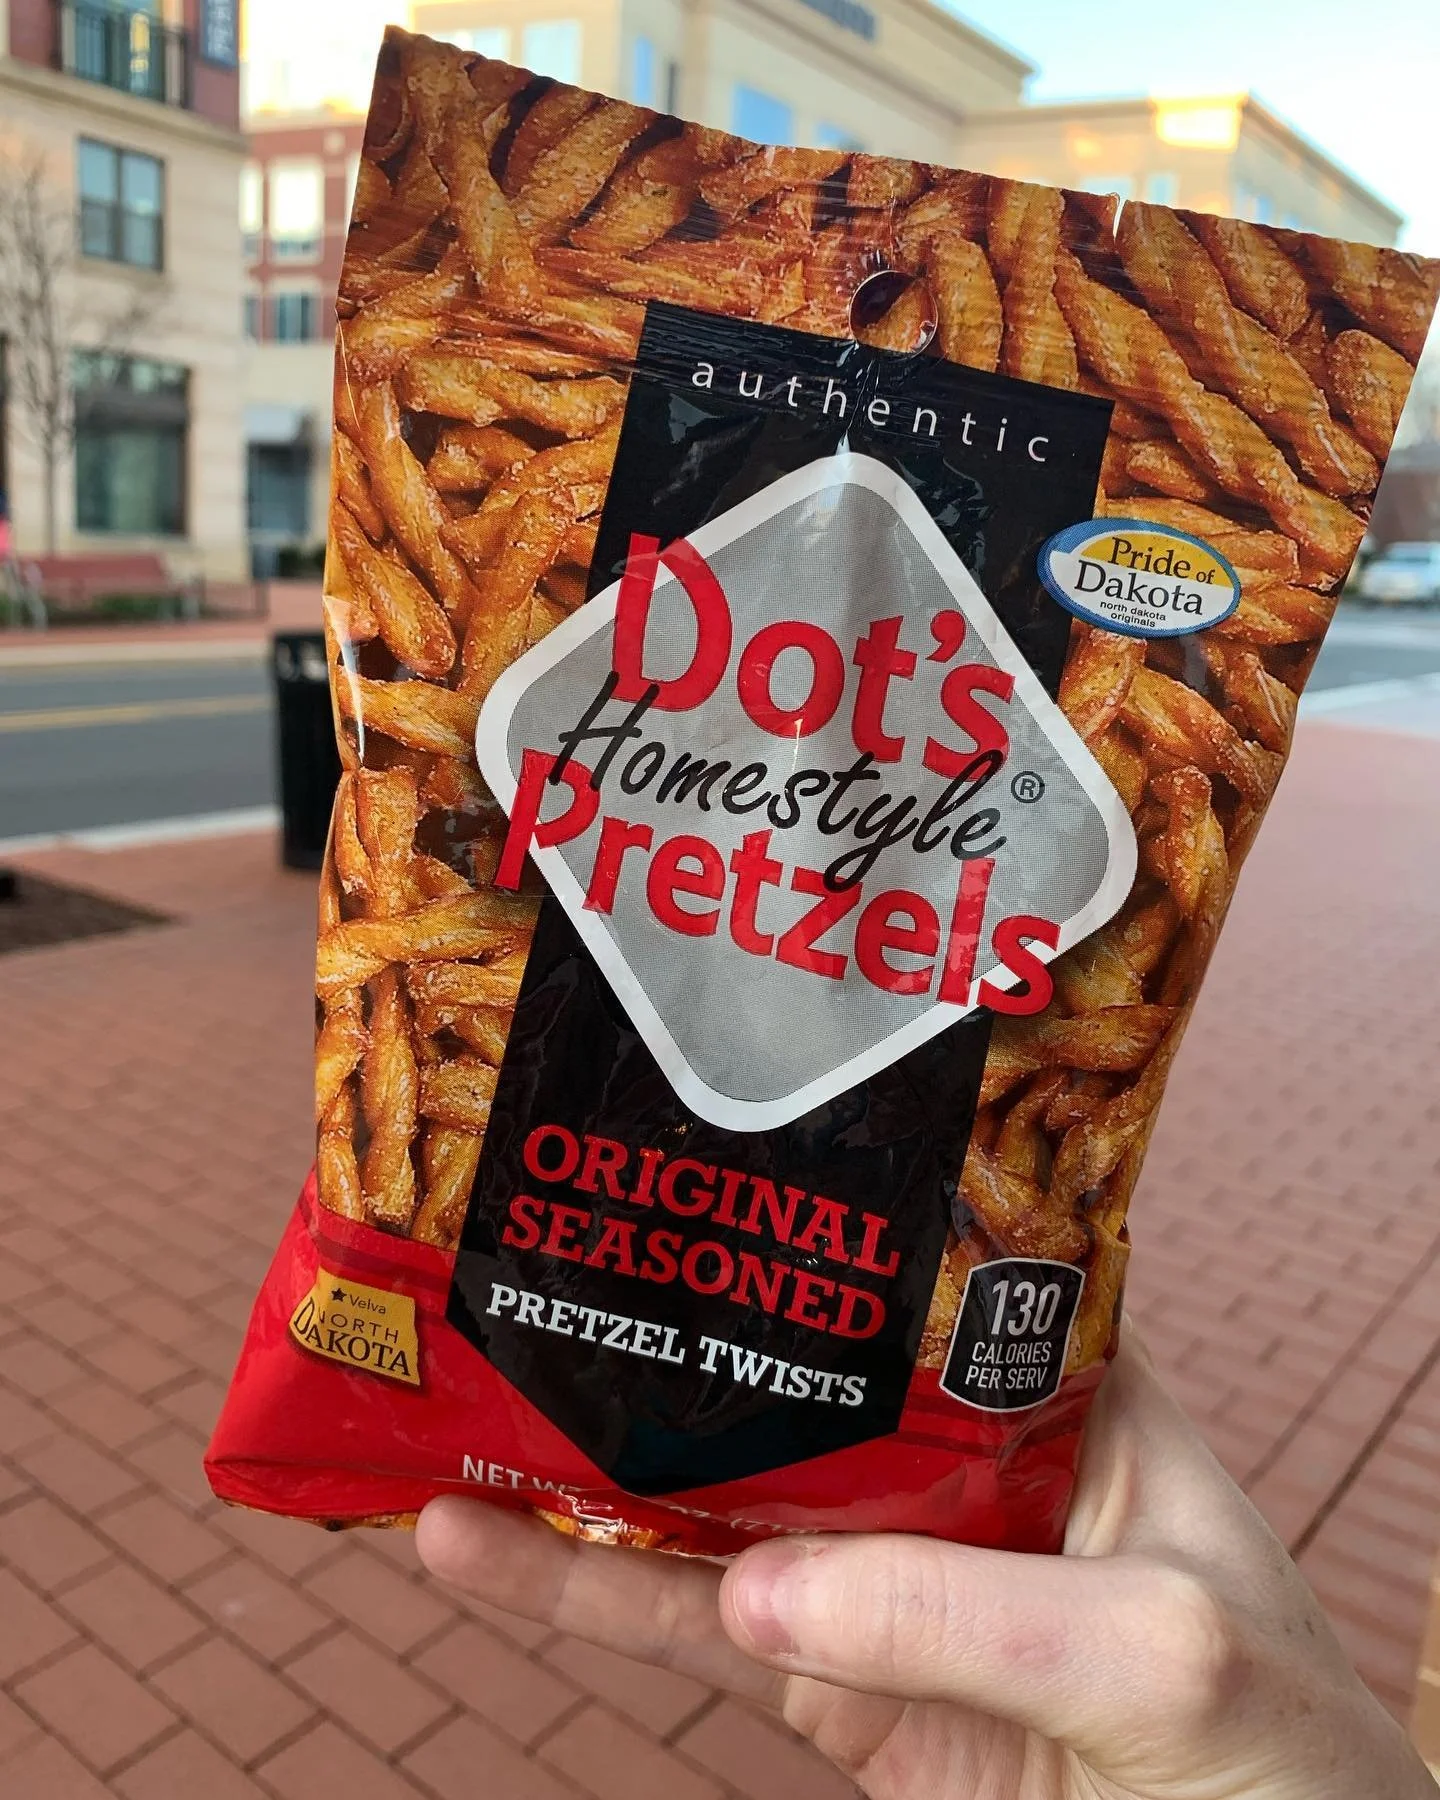 authentic
Pride of
Dakota
north dakota
originals
Dot's
Homestyle®
Pretzels
ORIGINAL
SEASONED
PRETZEL TWISTS
Velva
NORTH
DAKOTA
130
CALORIES
PER SERV
NET